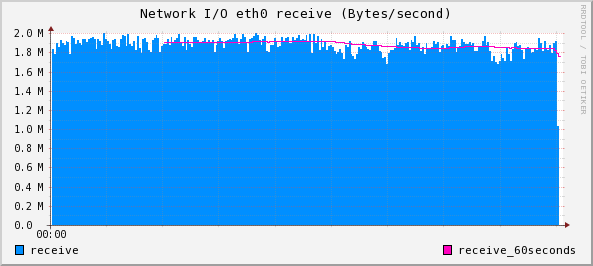 Network I/O eth0 receive (Bytes/second)
RRDTOOL / TOBI OETIKER
2.0 M
1.8 M
1.6 M
1.4 M
1.2 M
1.0 M
0.8 M
0.6 M
0.4 M
0.2 M
0.0
00:00
receive
receive_60seconds